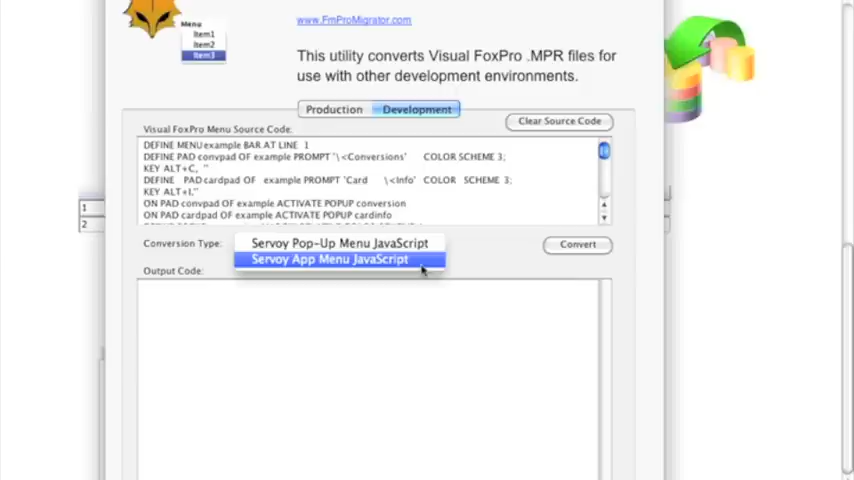 Menu
Item1
Item2
Item3
www.FmProMigrator.com
This utility converts Visual FoxPro .MPR files for
use with other development environments.
Production
Development
Clear Source Code
Visual FoxPro Menu Source Code:
DEFINE MENU example BAR AT LINE 1
DEFINE PAD convpad OF example PROMPT '\<Conversions' COLOR SCHEME 3;
KEY ALT+C, ''
DEFINE PAD cardpad OF example PROMPT 'Card \<Info' COLOR SCHEME 3;
KEY ALT+I,''
ON PAD convpad OF example ACTIVATE POPUP conversion
ON PAD cardpad OF example ACTIVATE POPUP cardinfo
1
2
Conversion Type:
Servoy Pop-Up Menu JavaScript
Servoy App Menu JavaScript
Convert
Output Code: